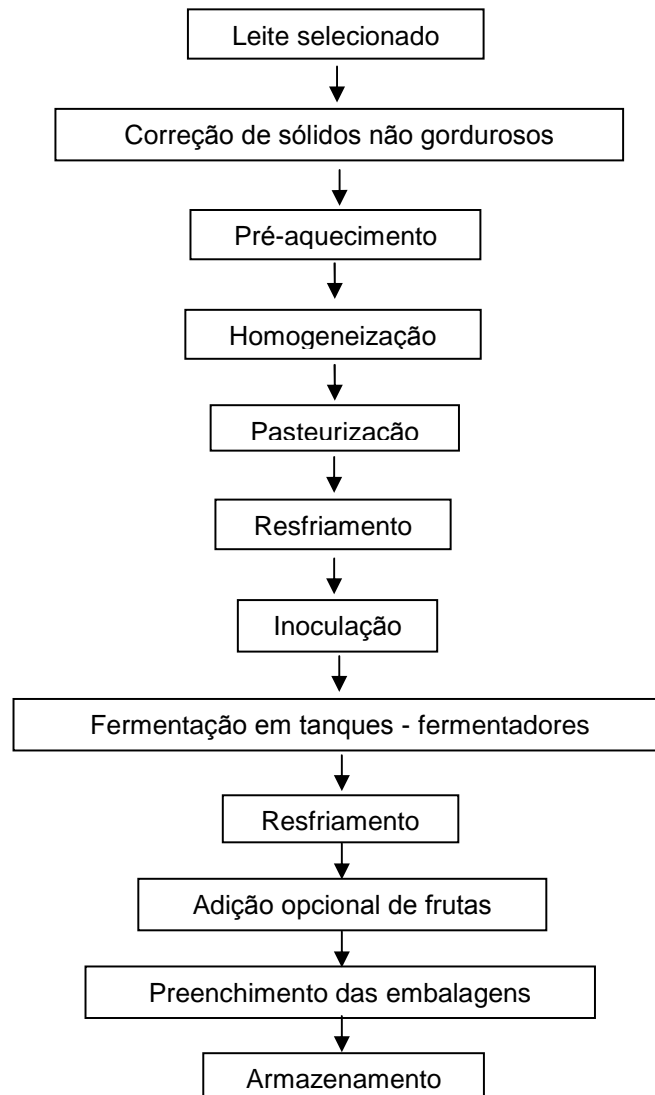 Leite selecionado
Correção de sólidos não gordurosos
Pré-aquecimento
Homogeneização
Pasteurização
Resfriamento
Inoculação
Fermentação em tanques - fermentadores
Resfriamento
Adição opcional de frutas
Preenchimento das embalagens
Armazenamento